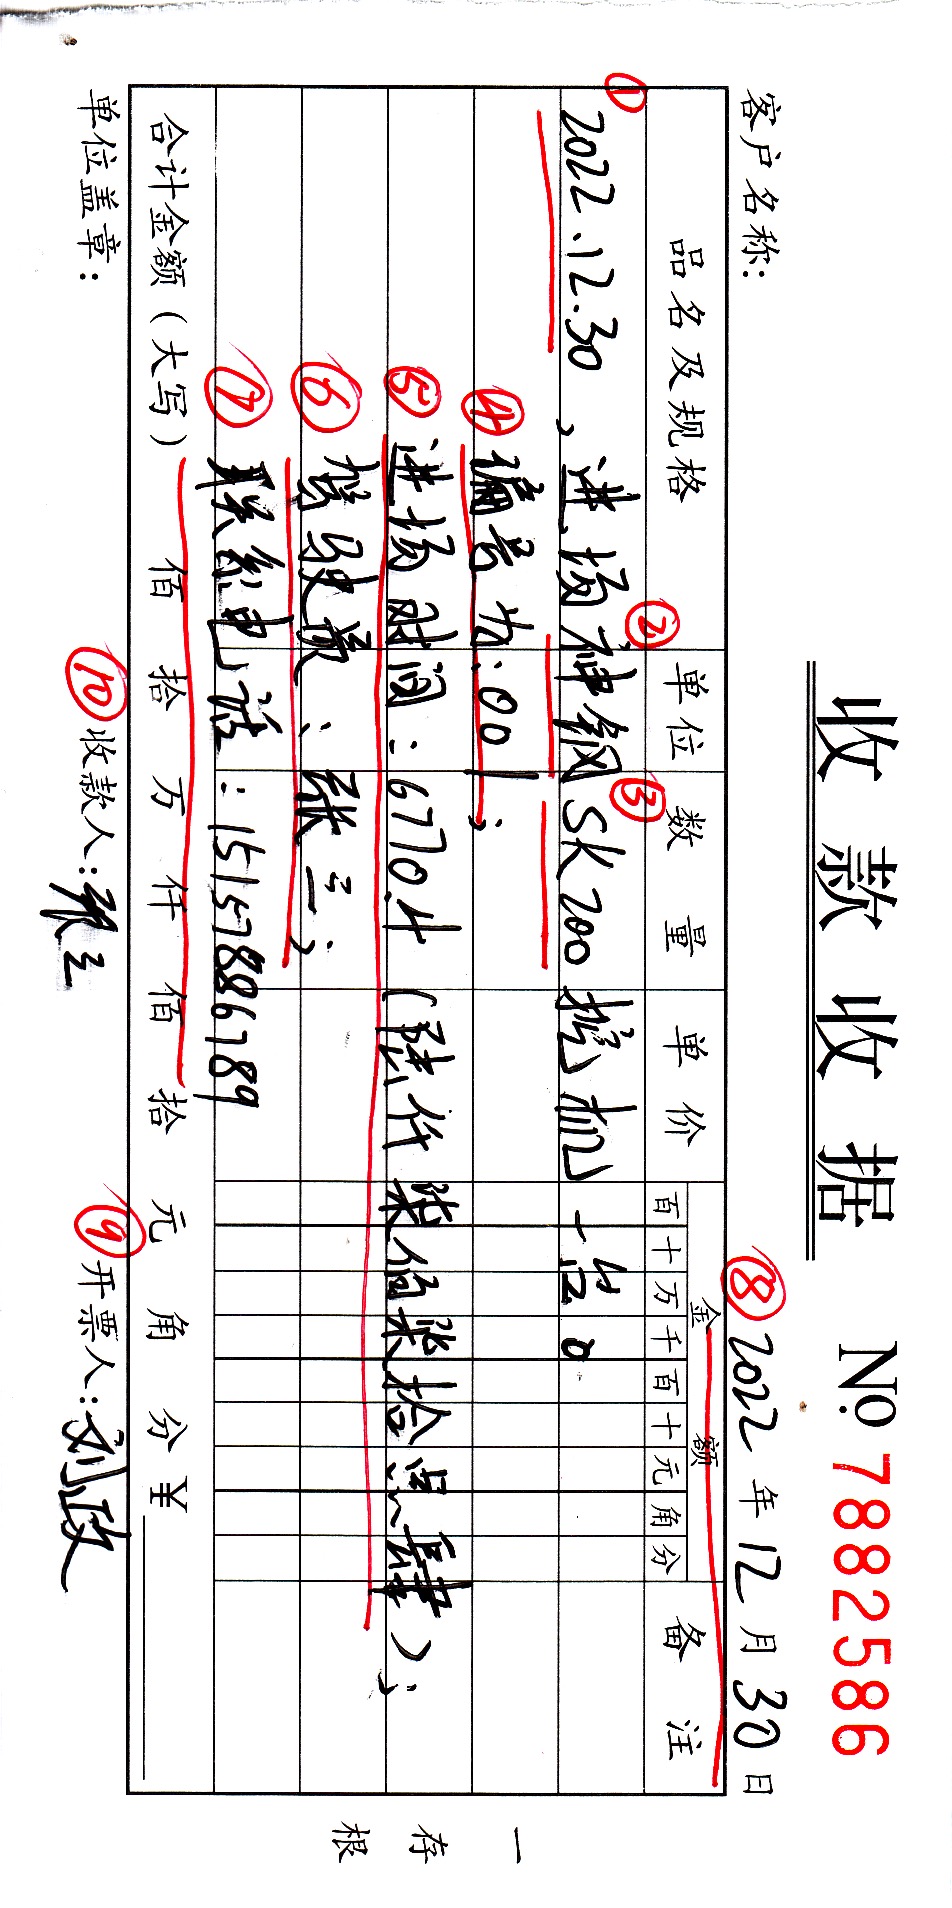 收款收据 Nº 7882586
客户名称: ⑧ 2022 年 12 月 30 日
品名及规格 单位 数量 单价 金额 备注
百 十 万 千 百 十 元 角 分
① ② ③
2022.12.30,进场神钢SK200挖机一台。
④ 编号为:001;
⑤ 进场时间:6770.4(陆仟柒佰柒拾点肆);
⑥ 驾驶员:张三;
⑦ 联系电话:15157886789
合计金额(大写) 佰 拾 万 仟 佰 拾 元 角 分 ¥
单位盖章: ⑩ 收款人:张三 ⑨ 开票人:刘政
一存根